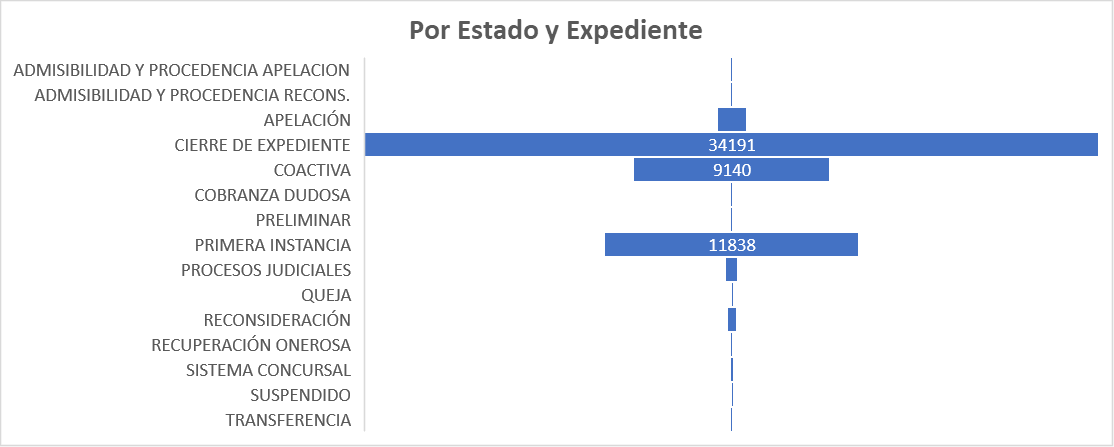 Por Estado y Expediente
ADMISIBILIDAD Y PROCEDENCIA APELACION
ADMISIBILIDAD Y PROCEDENCIA RECONS.
APELACIÓN
CIERRE DE EXPEDIENTE 34191
COACTIVA 9140
COBRANZA DUDOSA
PRELIMINAR
PRIMERA INSTANCIA 11838
PROCESOS JUDICIALES
QUEJA
RECONSIDERACIÓN
RECUPERACIÓN ONEROSA
SISTEMA CONCURSAL
SUSPENDIDO
TRANSFERENCIA